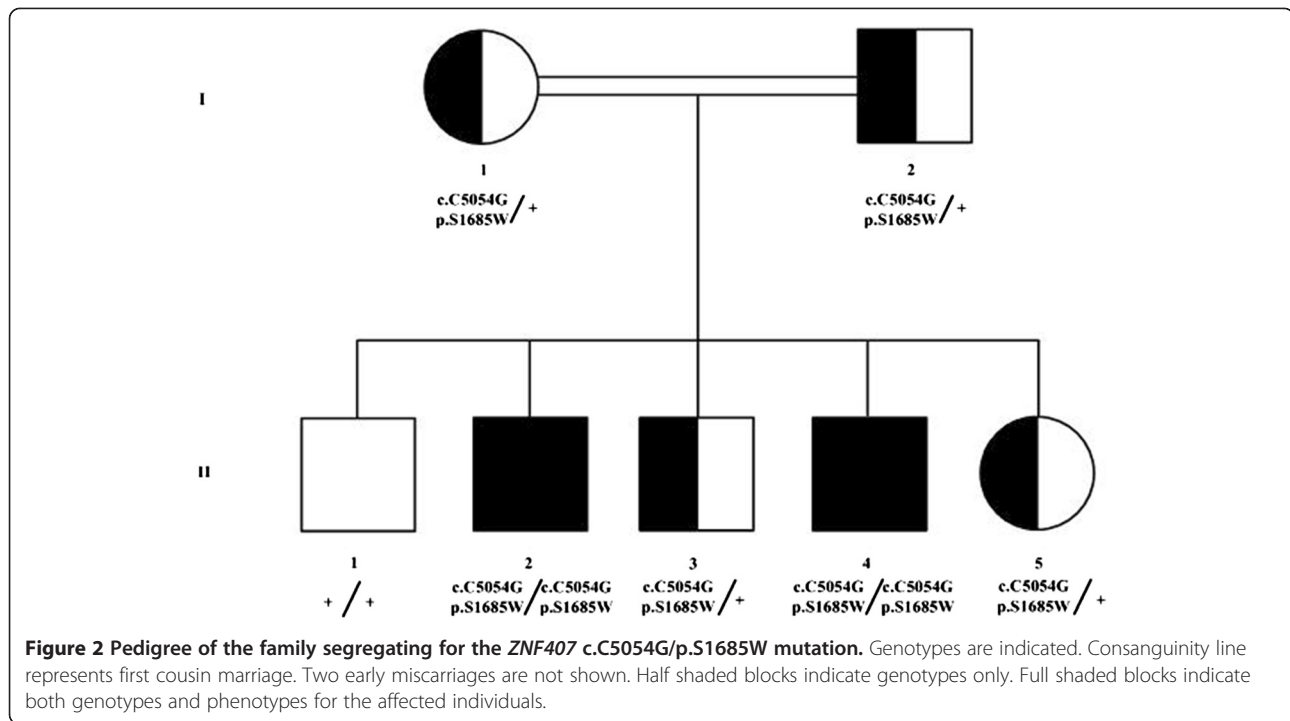 I
1
c.C5054G
p.S1685W / +
2
c.C5054G
p.S1685W / +
II
1
+ / +
2
c.C5054G / c.C5054G
p.S1685W p.S1685W
3
c.C5054G
p.S1685W / +
4
c.C5054G / c.C5054G
p.S1685W p.S1685W
5
c.C5054G
p.S1685W / +
Figure 2 Pedigree of the family segregating for the ZNF407 c.C5054G/p.S1685W mutation. Genotypes are indicated. Consanguinity line
represents first cousin marriage. Two early miscarriages are not shown. Half shaded blocks indicate genotypes only. Full shaded blocks indicate
both genotypes and phenotypes for the affected individuals.